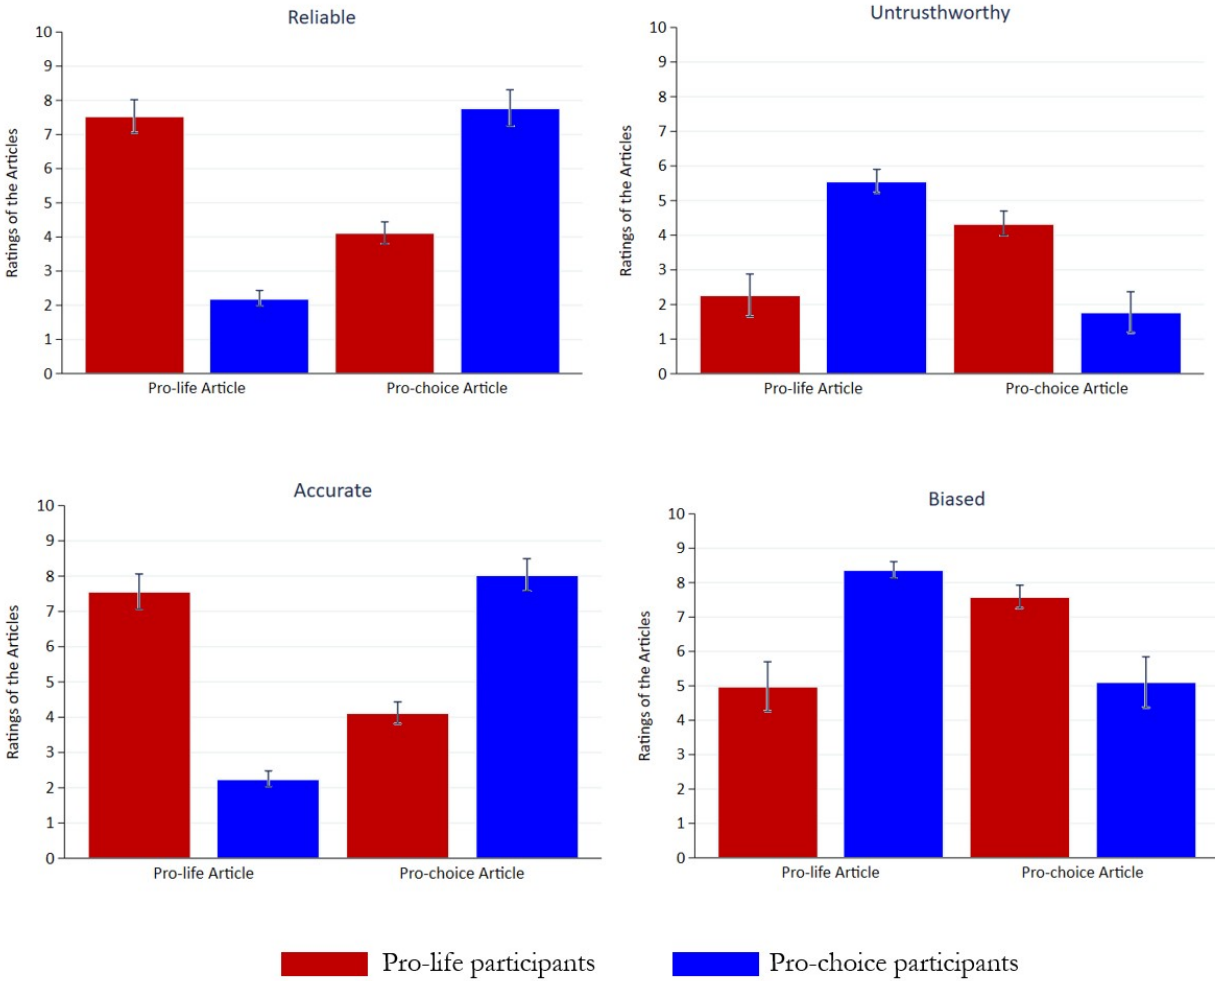 Reliable
Ratings of the Articles
10
9
8
7
6
5
4
3
2
1
0
Pro-life Article
Pro-choice Article
Untrusthworthy
Ratings of the Articles
10
9
8
7
6
5
4
3
2
1
0
Pro-life Article
Pro-choice Article
Accurate
Ratings of the Articles
10
9
8
7
6
5
4
3
2
1
0
Pro-life Article
Pro-choice Article
Biased
Ratings of the Articles
10
9
8
7
6
5
4
3
2
1
0
Pro-life Article
Pro-choice Article
Pro-life participants
Pro-choice participants